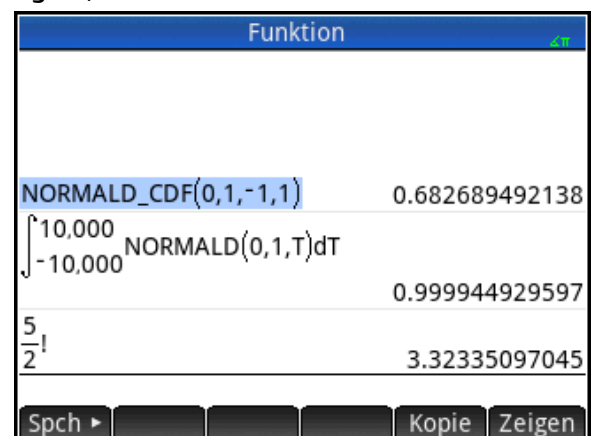 Funktion
∡π
NORMALD_CDF(0,1,-1,1)
0.682689492138
∫ 10,000 -10,000 NORMALD(0,1,T)dT
0.999944929597
5/2!
3.32335097045
Spch ▸ Kopie Zeigen